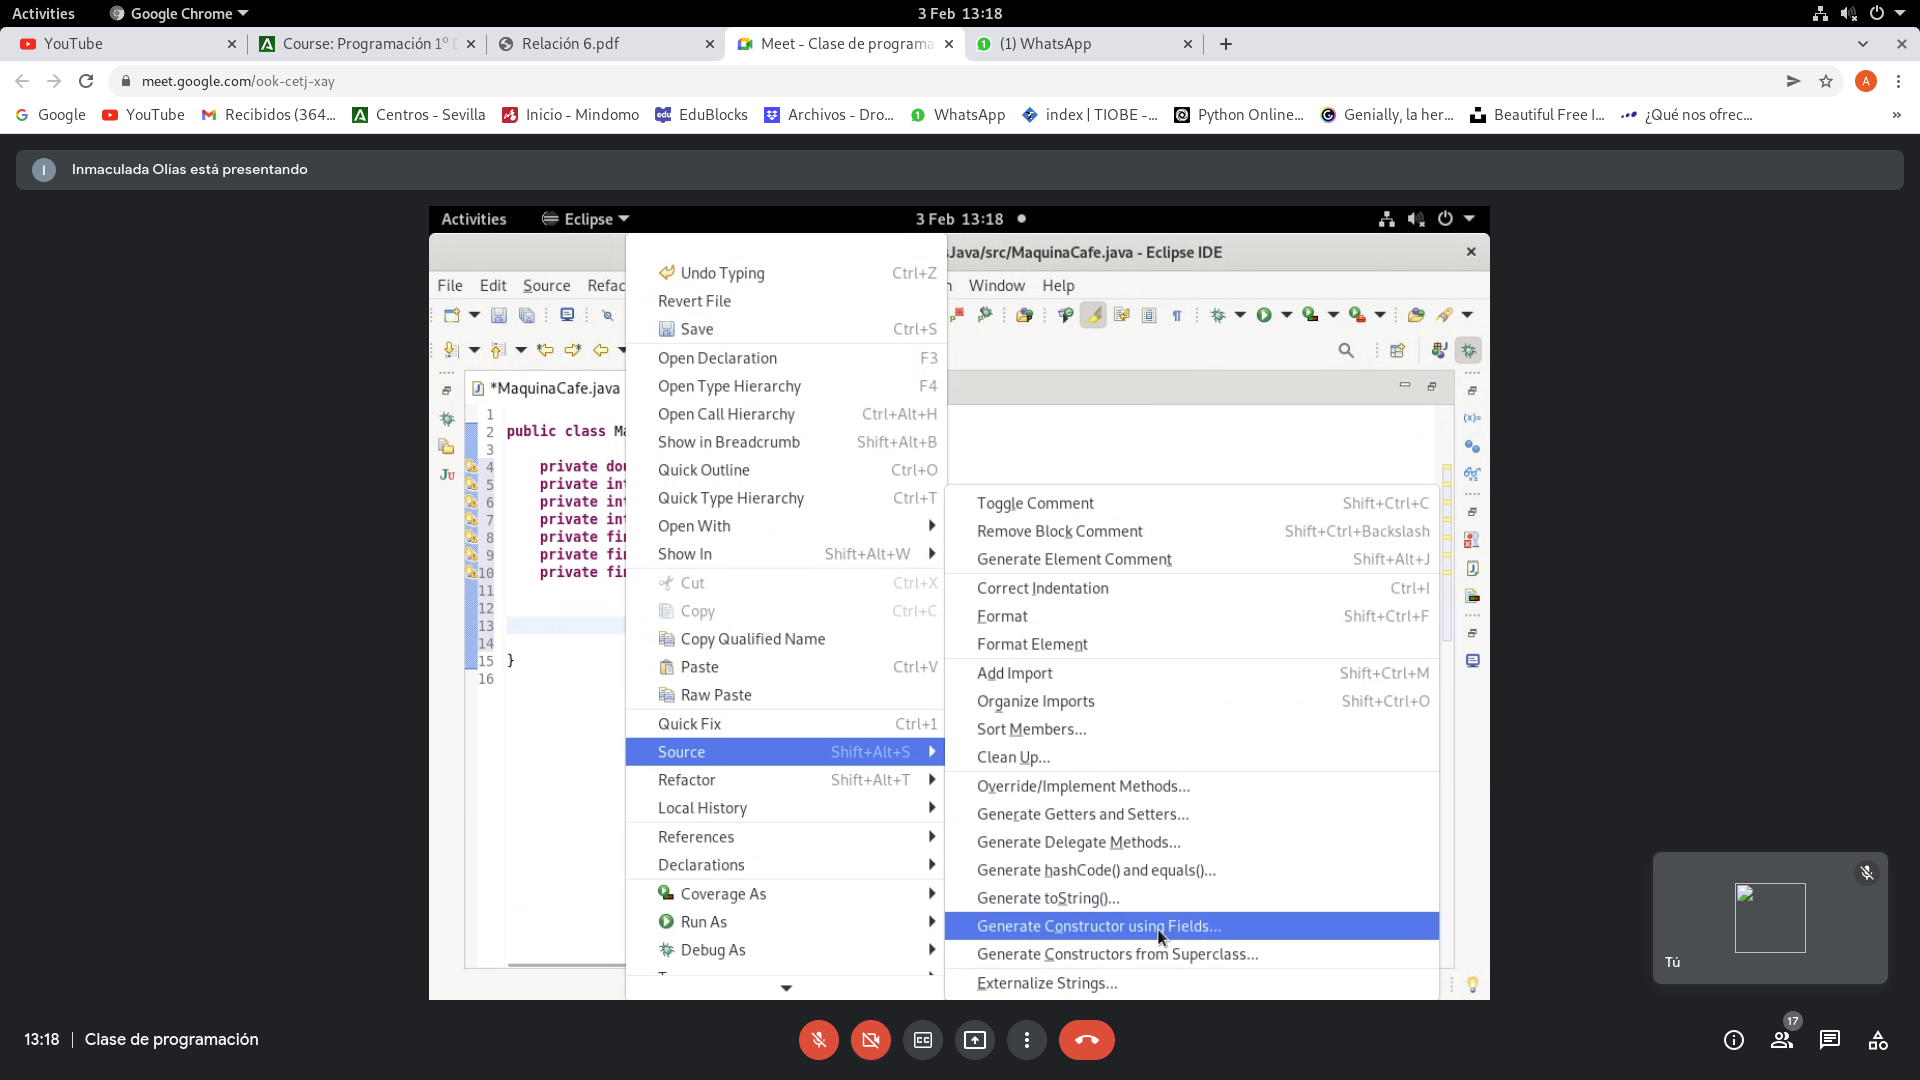 Activities
Google Chrome
3 Feb 13:18
YouTube
Course: Programación 1º D
Relación 6.pdf
Meet - Clase de programa
(1) WhatsApp
meet.google.com/ook-cetj-xay
A
Google
YouTube
Recibidos (364...
Centros - Sevilla
Inicio - Mindomo
EduBlocks
Archivos - Dro...
WhatsApp
index | TIOBE -...
Python Online...
Genially, la her...
Beautiful Free I...
¿Qué nos ofrec...
I
Inmaculada Olías está presentando
Activities
Eclipse
3 Feb 13:18
sJava/src/MaquinaCafe.java - Eclipse IDE
File
Edit
Source
Refac
Window
Help
*MaquinaCafe.java
1
2 public class Ma
3
4 private dou
5 private int
6 private int
7 private int
8 private fin
9 private fin
10 private fin
11
12
13
14
15 }
16
Undo Typing Ctrl+Z
Revert File
Save Ctrl+S
Open Declaration F3
Open Type Hierarchy F4
Open Call Hierarchy Ctrl+Alt+H
Show in Breadcrumb Shift+Alt+B
Quick Outline Ctrl+O
Quick Type Hierarchy Ctrl+T
Open With
Show In Shift+Alt+W
Cut Ctrl+X
Copy Ctrl+C
Copy Qualified Name
Paste Ctrl+V
Raw Paste
Quick Fix Ctrl+1
Source Shift+Alt+S
Refactor Shift+Alt+T
Local History
References
Declarations
Coverage As
Run As
Debug As
Toggle Comment Shift+Ctrl+C
Remove Block Comment Shift+Ctrl+Backslash
Generate Element Comment Shift+Alt+J
Correct Indentation Ctrl+I
Format Shift+Ctrl+F
Format Element
Add Import Shift+Ctrl+M
Organize Imports Shift+Ctrl+O
Sort Members...
Clean Up...
Override/Implement Methods...
Generate Getters and Setters...
Generate Delegate Methods...
Generate hashCode() and equals()...
Generate toString()...
Generate Constructor using Fields...
Generate Constructors from Superclass...
Externalize Strings...
Tú
13:18 | Clase de programación
17